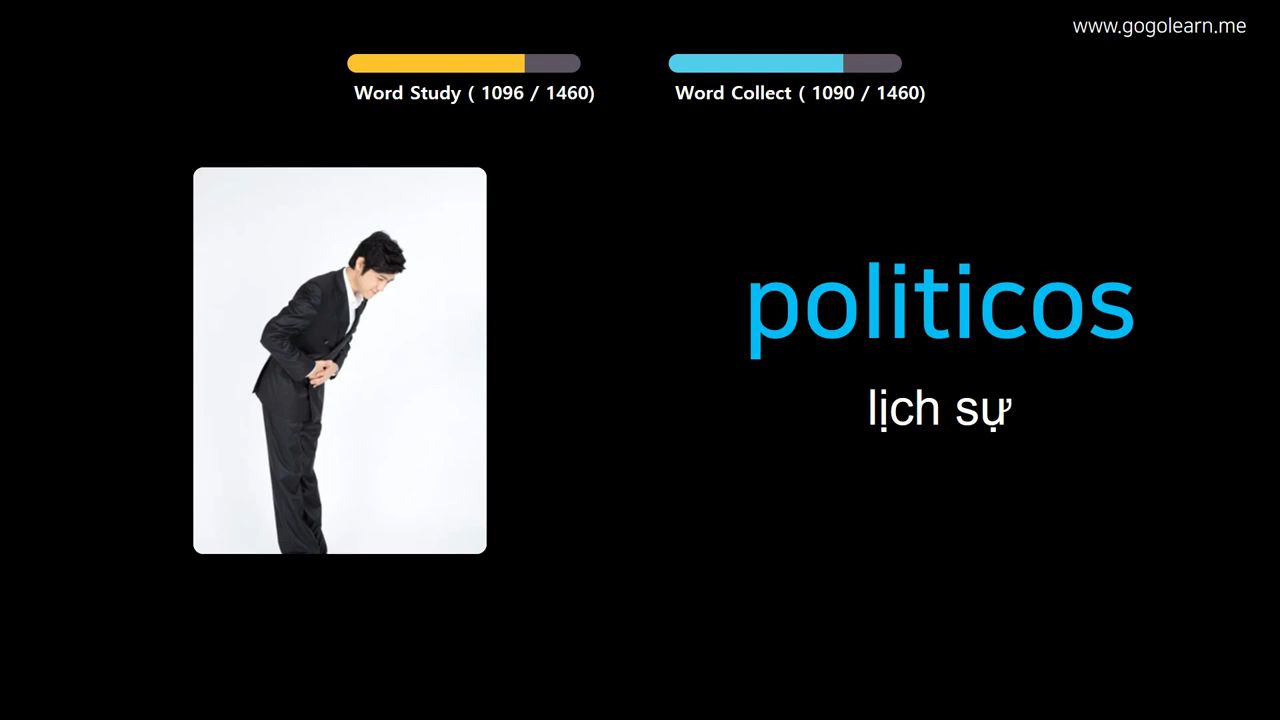 www.gogolearn.me
Word Study ( 1096 / 1460)
Word Collect ( 1090 / 1460)
politicos
lịch sự